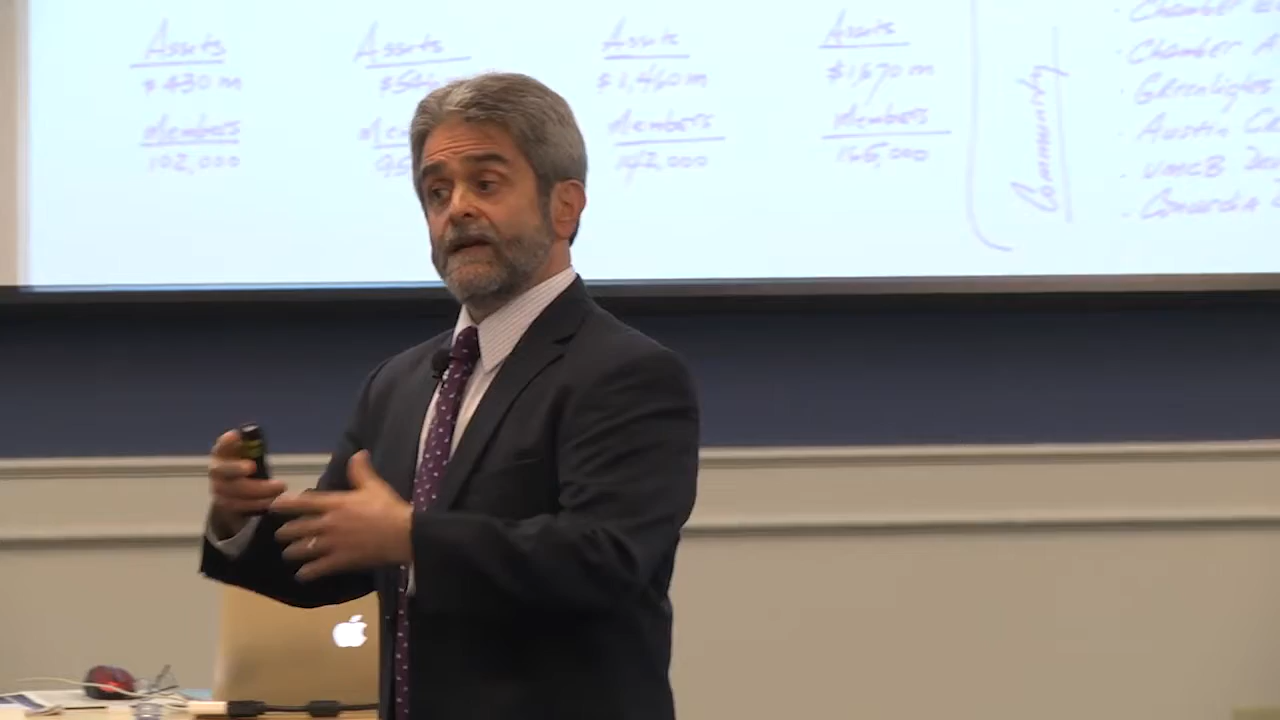 Assets
$430 m
Members
102,000
Assets
Assets
$1,460 m
Members
142,000
Assets
$1,670 m
Members
166,000
Community
· Chamber
· Chamber A
· Greenlights
· Austin
· UMCB
· Concordia